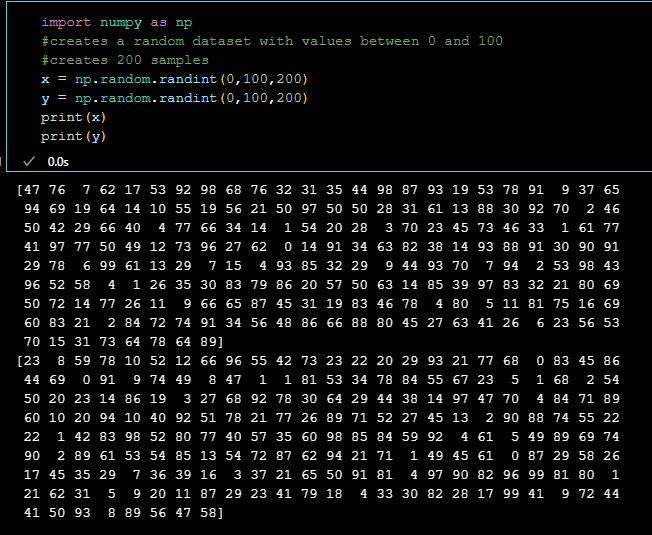 import numpy as np
#creates a random dataset with values between 0 and 100
#creates 200 samples
x = np.random.randint(0,100,200)
y = np.random.randint(0,100,200)
print(x)
print(y)
0.0s
[47 76  7 62 17 53 92 98 68 76 32 31 35 44 98 87 93 19 53 78 91  9 37 65
 94 69 19 64 14 10 55 19 56 21 50 97 50 50 28 31 61 13 88 30 92 70  2 46
 50 42 29 66 40  4 77 66 34 14  1 54 20 28  3 70 23 45 73 46 33  1 61 77
 41 97 77 50 49 12 73 96 27 62  0 14 91 34 63 82 38 14 93 88 91 30 90 91
 29 78  6 99 61 13 29  7 15  4 93 85 32 29  9 44 93 70  7 94  2 53 98 43
 96 52 58  4  1 26 35 30 83 79 86 20 57 50 63 14 85 39 97 83 32 21 80 69
 50 72 14 77 26 11  9 66 65 87 45 31 19 83 46 78  4 80  5 11 81 75 16 69
 60 83 21  2 84 72 74 91 34 56 48 86 66 88 80 45 27 63 41 26  6 23 56 53
 70 15 31 73 64 78 64 89]
[23  8 59 78 10 52 12 66 96 55 42 73 23 22 20 29 93 21 77 68  0 83 45 86
 44 69  0 91  9 74 49  8 47  1  1 81 53 34 78 84 55 67 23  5  1 68  2 54
 50 20 23 14 86 19  3 27 68 92 78 30 64 29 44 38 14 97 47 70  4 84 71 89
 60 10 20 94 10 40 92 51 78 21 77 26 89 71 52 27 45 13  2 90 88 74 55 22
 22  1 42 83 98 52 80 77 40 57 35 60 98 85 84 59 92  4 61  5 49 89 69 74
 90  2 89 61 53 54 85 13 54 72 87 62 94 21 71  1 49 45 61  0 87 29 58 26
 17 45 35 29  7 36 39 16  3 37 21 65 50 91 81  4 97 90 82 96 99 81 80  1
 21 62 31  5  9 20 11 87 29 23 41 79 18  4 33 30 82 28 17 99 41  9 72 44
 41 50 93  8 89 56 47 58]